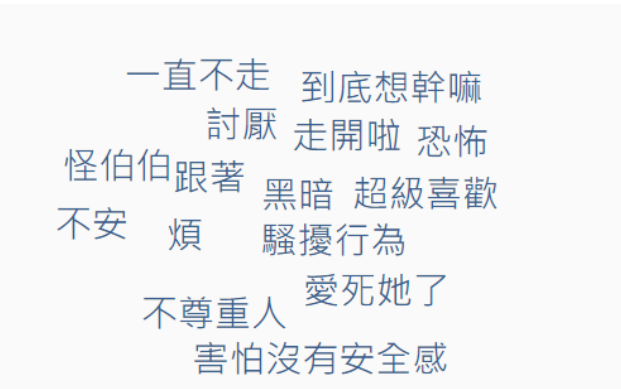 一直不走
到底想幹嘛
討厭
走開啦
恐怖
怪伯伯
跟著
黑暗
超級喜歡
不安
煩
騷擾行為
愛死她了
不尊重人
害怕沒有安全感